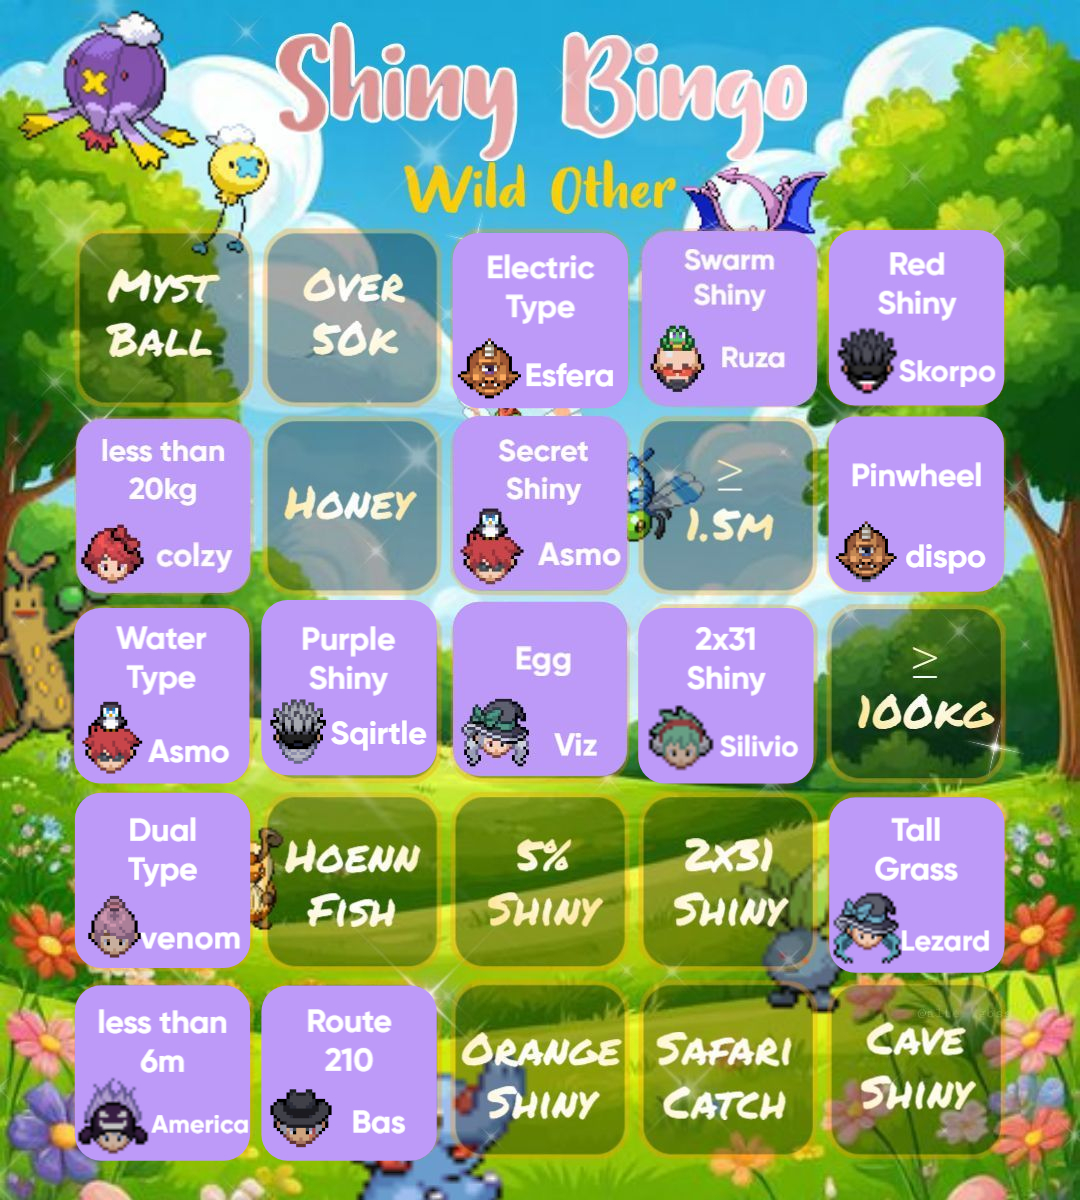 Shiny Bingo
Wild Other
MYST
BALL
OVER
50K
Electric
Type
Esfera
Swarm
Shiny
Ruza
Red
Shiny
Skorpo
less than
20kg
colzy
HONEY
Secret
Shiny
Asmo
≥
1.5M
Pinwheel
dispo
Water
Type
Asmo
Purple
Shiny
Sqirtle
Egg
Viz
2x31
Shiny
Silivio
≥
100KG
Dual
Type
venom
HOENN
FISH
5%
SHINY
2X31
SHINY
Tall
Grass
Lezard
less than
6m
America
Route
210
Bas
ORANGE
SHINY
SAFARI
CATCH
CAVE
SHINY